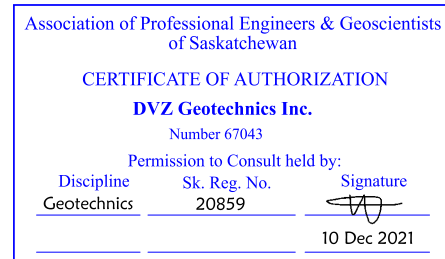 Association of Professional Engineers & Geoscientists
of Saskatchewan
CERTIFICATE OF AUTHORIZATION
DVZ Geotechnics Inc.
Number 67043
Permission to Consult held by:
Discipline Sk. Reg. No. Signature
Geotechnics 20859
10 Dec 2021